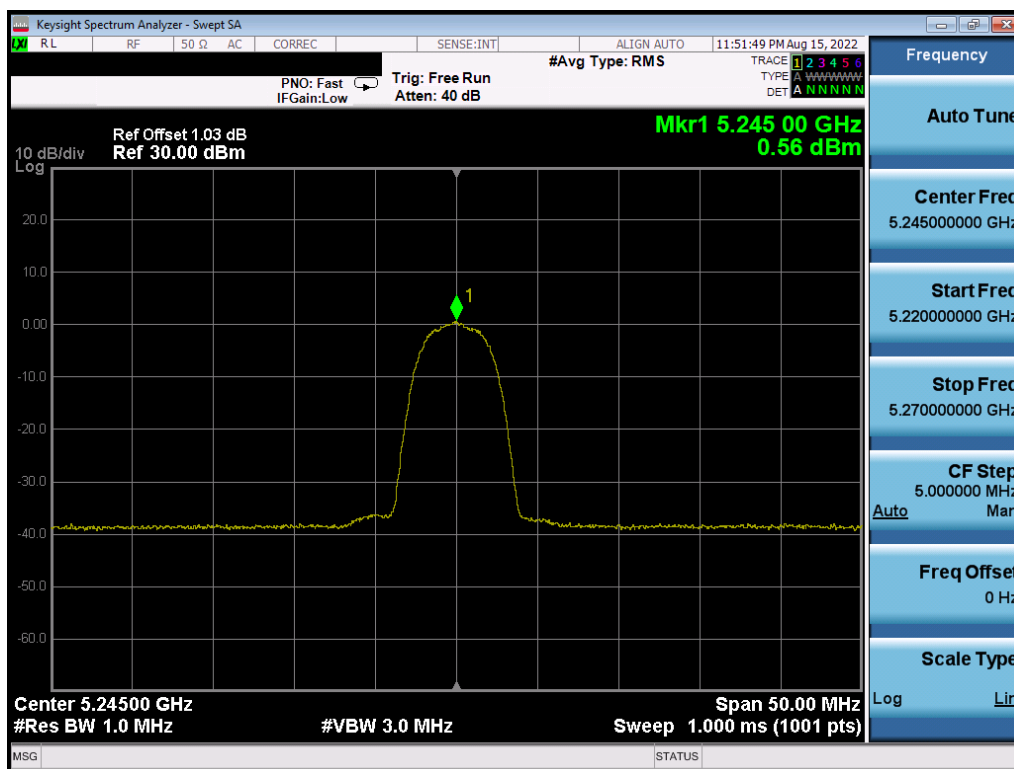 Keysight Spectrum Analyzer - Swept SA
LXI RL RF 50 Ω AC CORREC SENSE:INT ALIGN AUTO 11:51:49 PM Aug 15, 2022
#Avg Type: RMS
TRACE 1 2 3 4 5 6
PNO: Fast Trig: Free Run TYPE A WWWWW
IFGain:Low Atten: 40 dB DET A N N N N N
Mkr1 5.245 00 GHz
0.56 dBm
Ref Offset 1.03 dB
10 dB/div Ref 30.00 dBm
Log
20.0
10.0
1
0.00
-10.0
-20.0
-30.0
-40.0
-50.0
-60.0
Center 5.24500 GHz Span 50.00 MHz
#Res BW 1.0 MHz #VBW 3.0 MHz Sweep 1.000 ms (1001 pts)
MSG STATUS
Frequency
Auto Tune
Center Freq
5.245000000 GHz
Start Freq
5.220000000 GHz
Stop Freq
5.270000000 GHz
CF Step
5.000000 MHz
Auto Man
Freq Offset
0 Hz
Scale Type
Log Lin